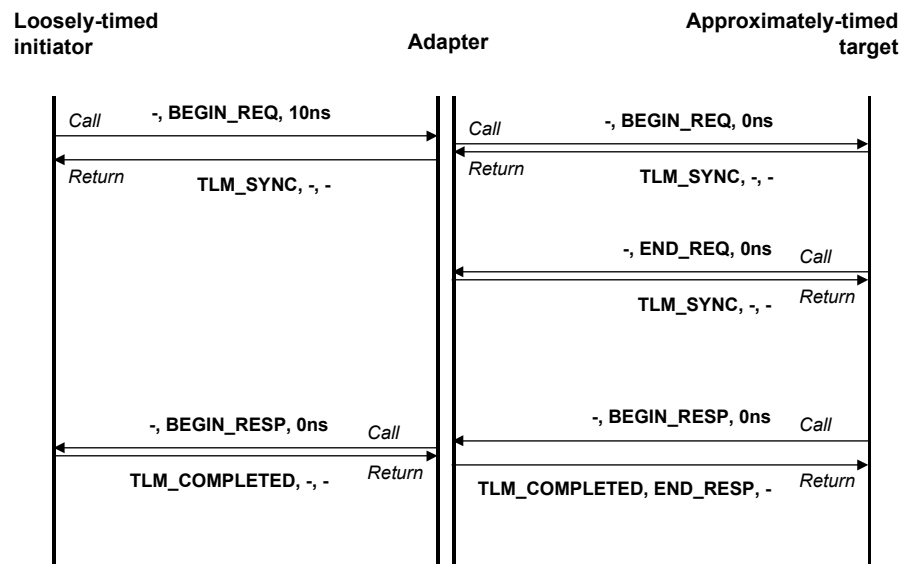 Loosely-timed
initiator
Adapter
Approximately-timed
target
Call
-, BEGIN_REQ, 10ns
Call
-, BEGIN_REQ, 0ns
Return
TLM_SYNC, -, -
Return
TLM_SYNC, -, -
-, END_REQ, 0ns
Call
TLM_SYNC, -, -
Return
-, BEGIN_RESP, 0ns
Call
-, BEGIN_RESP, 0ns
Call
TLM_COMPLETED, -, -
Return
TLM_COMPLETED, END_RESP, -
Return